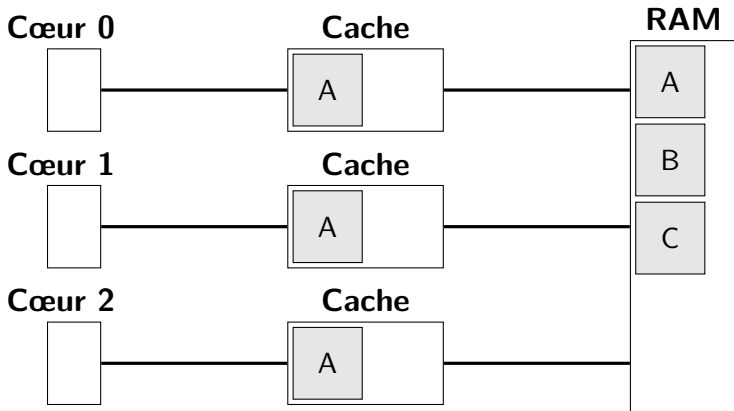 Cœur 0
Cache
RAM
A
A
B
Cœur 1
Cache
A
C
Cœur 2
Cache
A